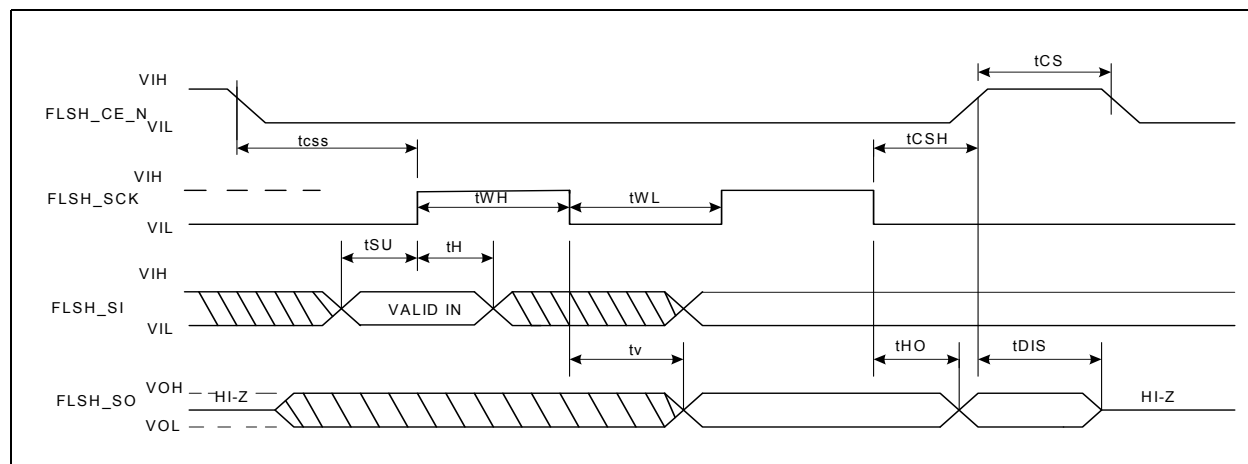 VIH
tCS
FLSH_CE_N
VIL
tcss
tCSH
VIH
FLSH_SCK
tWH
tWL
VIL
tSU
tH
VIH
FLSH_SI
VALID IN
VIL
tv
tHO
tDIS
VOH
FLSH_SO
HI-Z
HI-Z
VOL